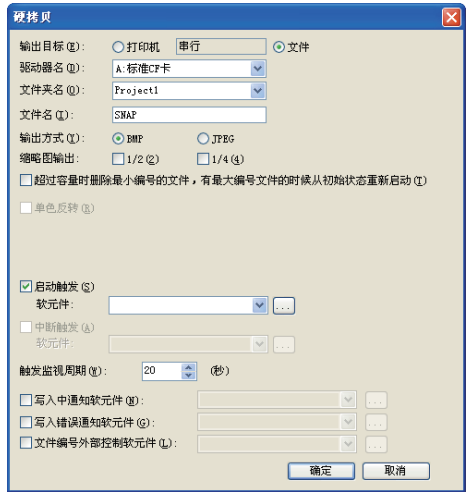 硬拷贝
输出目标(E): 打印机 串行 文件
驱动器名(D): A:标准CF卡
文件夹名(O): Project1
文件名(I): SNAP
输出方式(Y): BMP JPEG
缩略图输出: 1/2(2) 1/4(4)
超过容量时删除最小编号的文件，有最大编号文件的时候从初始状态重新启动(T)
单色反转(R)
启动触发(S)
软元件: ...
中断触发(A)
软元件: ...
触发监视周期(W): 20 (秒)
写入中通知软元件(N): ...
写入错误通知软元件(G): ...
文件编号外部控制软元件(L): ...
确定 取消